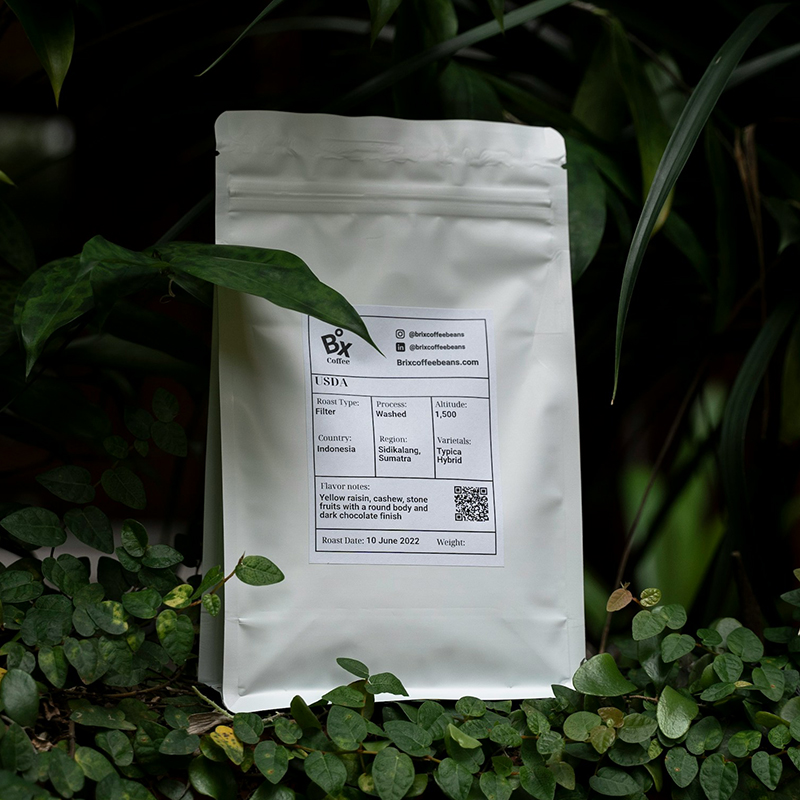 B°X
Coffee
@brixcoffeebeans
@brixcoffeebeans
Brixcoffeebeans.com
USDA
Roast Type:
Filter
Process:
Washed
Altitude:
1,500
Country:
Indonesia
Region:
Sidikalang,
Sumatra
Varietals:
Typica
Hybrid
Flavor notes:
Yellow raisin, cashew, stone
fruits with a round body and
dark chocolate finish
Roast Date: 10 June 2022
Weight: